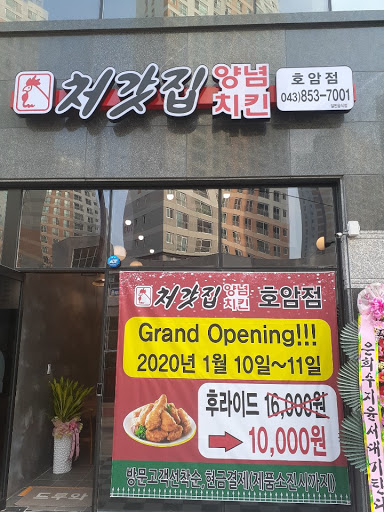 처갓집 양념
치킨
호암점
043)853-7001
처갓집 양념
치킨 호암점
Grand Opening!!!
2020년 1월 10일~11일
후라이드 16,000원
10,000원
방문고객선착순, 현금결제(제품소진시까지)